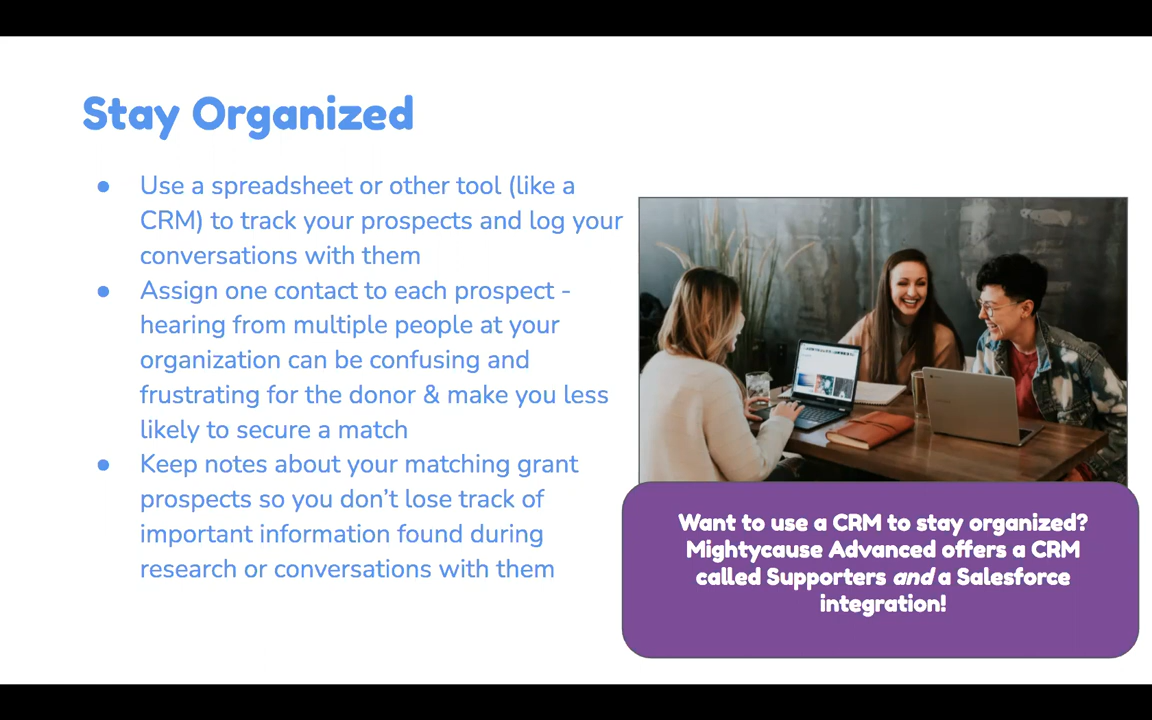 Stay Organized
● Use a spreadsheet or other tool (like a
CRM) to track your prospects and log your
conversations with them
● Assign one contact to each prospect -
hearing from multiple people at your
organization can be confusing and
frustrating for the donor & make you less
likely to secure a match
● Keep notes about your matching grant
prospects so you don’t lose track of
important information found during
research or conversations with them
Want to use a CRM to stay organized?
Mightycause Advanced offers a CRM
called Supporters and a Salesforce
integration!